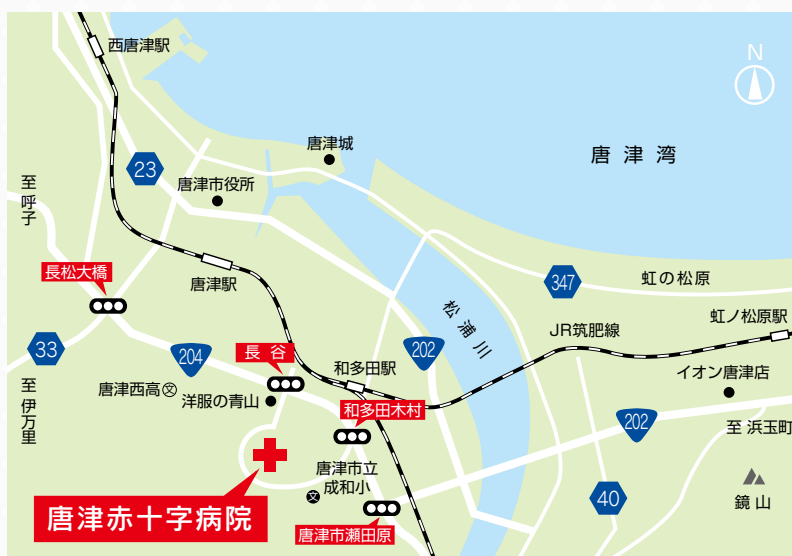 西唐津駅
N
唐津城
唐津湾
23
唐津市役所
至 呼子
長松大橋
唐津駅
347
虹の松原
松浦川
虹ノ松原駅
JR筑肥線
33
204
長 谷
202
和多田駅
唐津西高
文
洋服の青山
イオン唐津店
至 伊万里
和多田木村
202
至 浜玉町
唐津市立
成和小
文
40
鏡 山
唐津赤十字病院
唐津市瀬田原